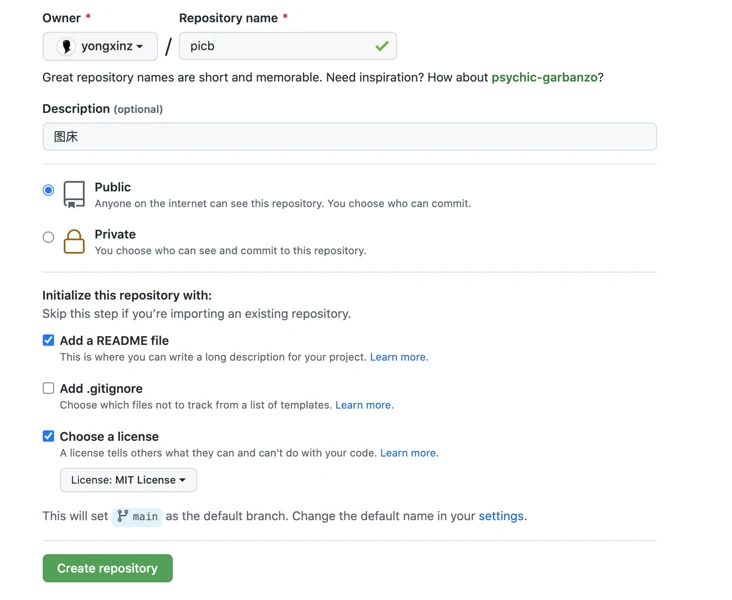 Owner * Repository name *
yongxinz / picb
Great repository names are short and memorable. Need inspiration? How about psychic-garbanzo?
Description (optional)
图床
Public
Anyone on the internet can see this repository. You choose who can commit.
Private
You choose who can see and commit to this repository.
Initialize this repository with:
Skip this step if you’re importing an existing repository.
Add a README file
This is where you can write a long description for your project. Learn more.
Add .gitignore
Choose which files not to track from a list of templates. Learn more.
Choose a license
A license tells others what they can and can't do with your code. Learn more.
License: MIT License
This will set main as the default branch. Change the default name in your settings.
Create repository